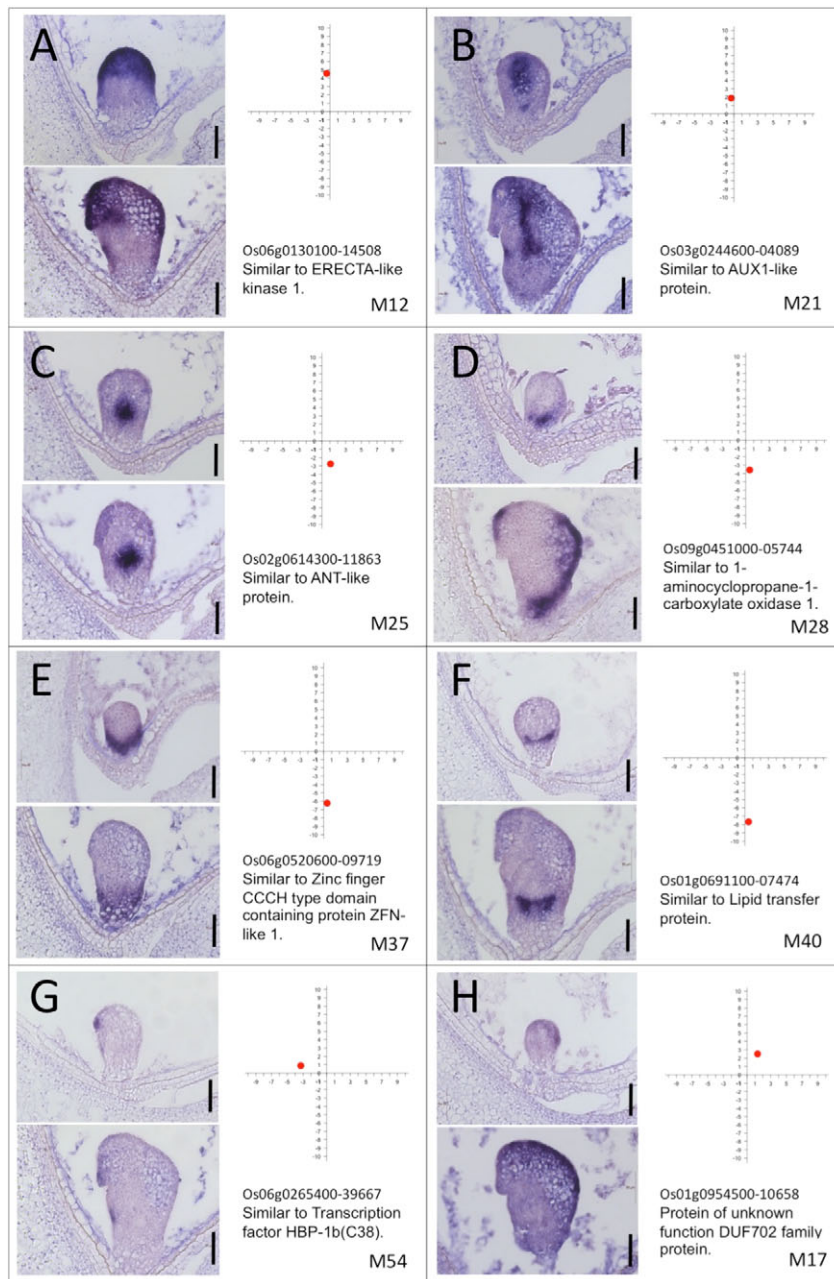 A
Os06g0130100-14508
Similar to ERECTA-like
kinase 1.
M12
B
Os03g0244600-04089
Similar to AUX1-like
protein.
M21
C
Os02g0614300-11863
Similar to ANT-like
protein.
M25
D
Os09g0451000-05744
Similar to 1-
aminocyclopropane-1-
carboxylate oxidase 1.
M28
E
Os06g0520600-09719
Similar to Zinc finger
CCCH type domain
containing protein ZFN-
like 1.
M37
F
Os01g0691100-07474
Similar to Lipid transfer
protein.
M40
G
Os06g0265400-39667
Similar to Transcription
factor HBP-1b(C38).
M54
H
Os01g0954500-10658
Protein of unknown
function DUF702 family
protein.
M17